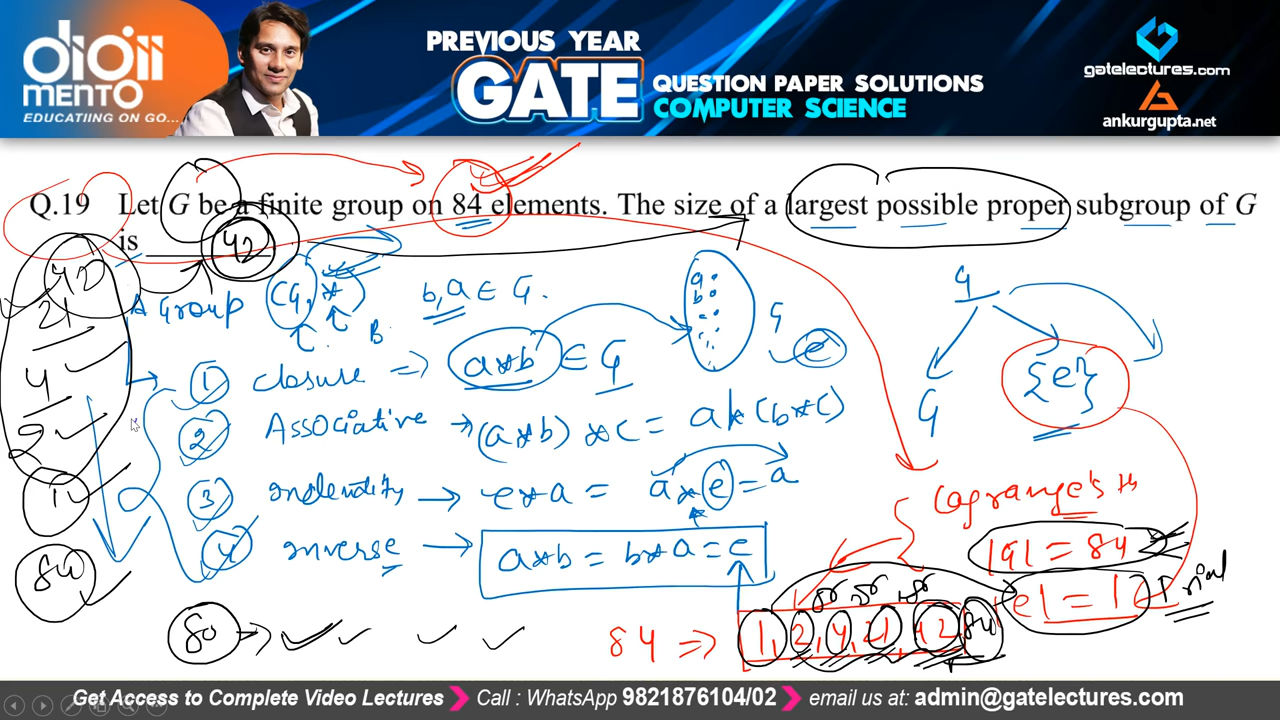 digii
MENTO
EDUCATIING ON GO...
PREVIOUS YEAR
GATE
QUESTION PAPER SOLUTIONS
COMPUTER SCIENCE
gatelectures.com
ankurgupta.net
Q.19 Let G be a finite group on 84 elements. The size of a largest possible proper subgroup of G
is 42
42
21
4
2
1
84
A Group (G, *)
b, a ∈ G.
B
① closure => a*b ∈ G
② Associative → (a*b) *c = a*(b*c)
③ → e*a = a*e = a
④ inverse → a*b = b*a = e
a
b
G
e
G
G
{e}
Lagrange's th
|G| = 84
|e| = 1
80 →
84 => 1, 2, 4, 21, 42, 84
Get Access to Complete Video Lectures
Call : WhatsApp 9821876104/02
email us at: admin@gatelectures.com